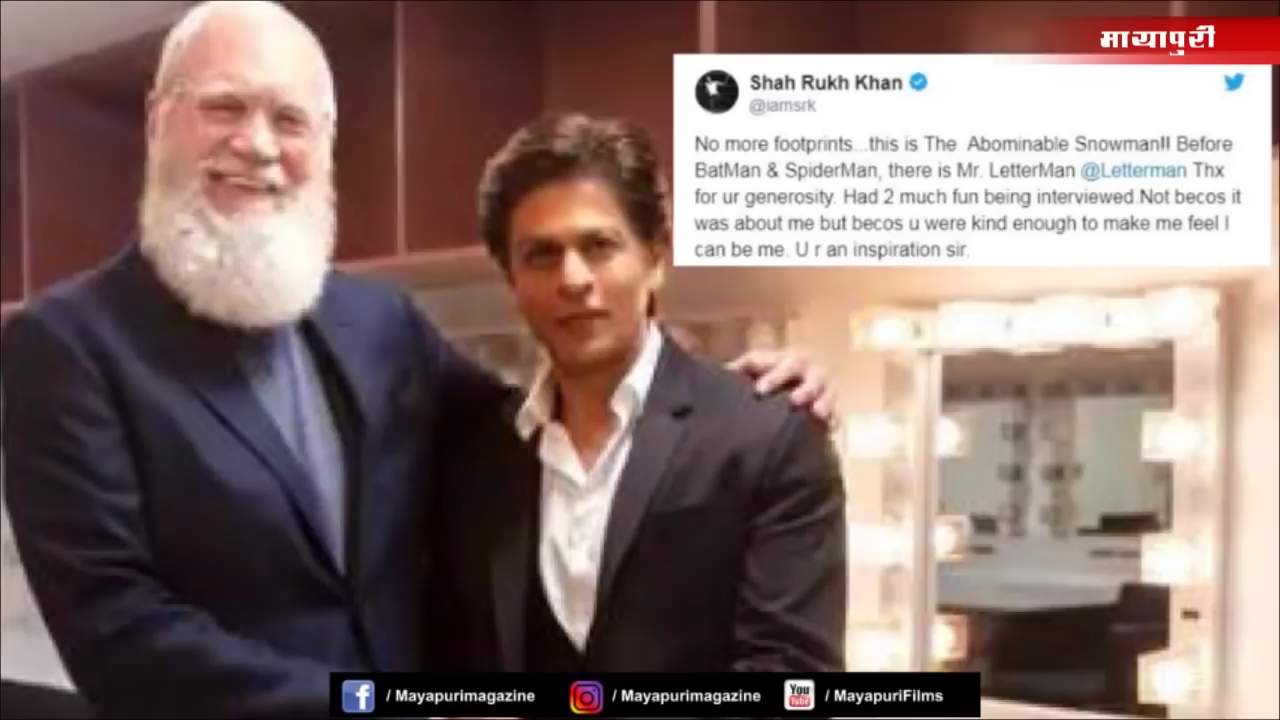 मायापुरी
Shah Rukh Khan
@iamsrk
No more footprints...this is The Abominable Snowman!! Before
BatMan & SpiderMan, there is Mr. LetterMan @Letterman Thx
for ur generosity. Had 2 much fun being interviewed.Not becos it
was about me but becos u were kind enough to make me feel I
can be me. U r an inspiration sir.
/ Mayapurimagazine / Mayapurimagazine You Tube / MayapuriFilms